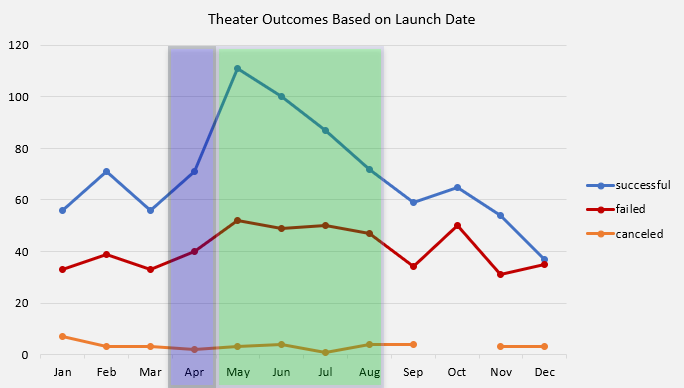 Theater Outcomes Based on Launch Date
120
100
80
60
40
20
0
Jan Feb Mar Apr May Jun Jul Aug Sep Oct Nov Dec
successful
failed
canceled